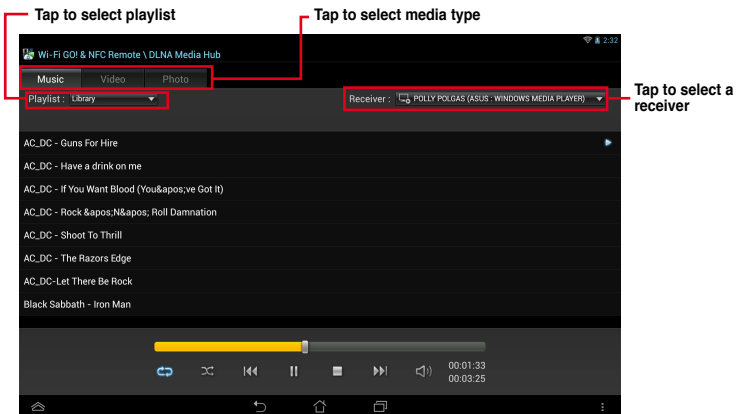 Tap to select playlist
Tap to select media type
2:32
Wi-Fi GO! & NFC Remote \ DLNA Media Hub
Music Video Photo
Playlist : Library
Receiver : POLLY POLGAS (ASUS : WINDOWS MEDIA PLAYER)
Tap to select a
receiver
AC_DC - Guns For Hire
AC_DC - Have a drink on me
AC_DC - If You Want Blood (You&apos;ve Got It)
AC_DC - Rock &apos;N&apos; Roll Damnation
AC_DC - Shoot To Thrill
AC_DC - The Razors Edge
AC_DC-Let There Be Rock
Black Sabbath - Iron Man
00:01:33
00:03:25